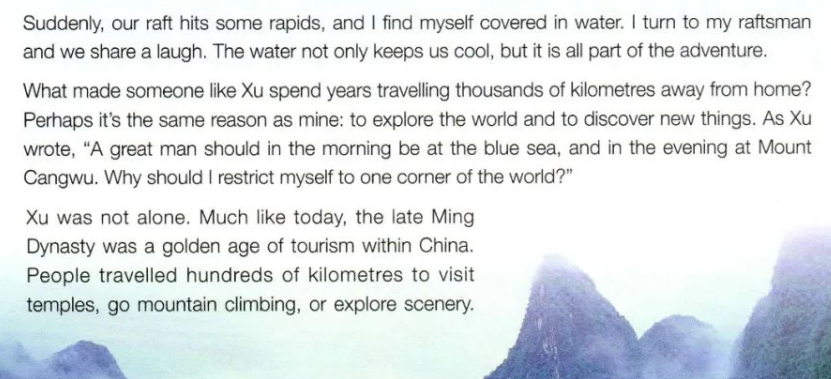 Suddenly, our raft hits some rapids, and I find myself covered in water. I turn to my raftsman
and we share a laugh. The water not only keeps us cool, but it is all part of the adventure.
What made someone like Xu spend years travelling thousands of kilometres away from home?
Perhaps it's the same reason as mine: to explore the world and to discover new things. As Xu
wrote, “A great man should in the morning be at the blue sea, and in the evening at Mount
Cangwu. Why should I restrict myself to one corner of the world?”
Xu was not alone. Much like today, the late Ming
Dynasty was a golden age of tourism within China.
People travelled hundreds of kilometres to visit
temples, go mountain climbing, or explore scenery.